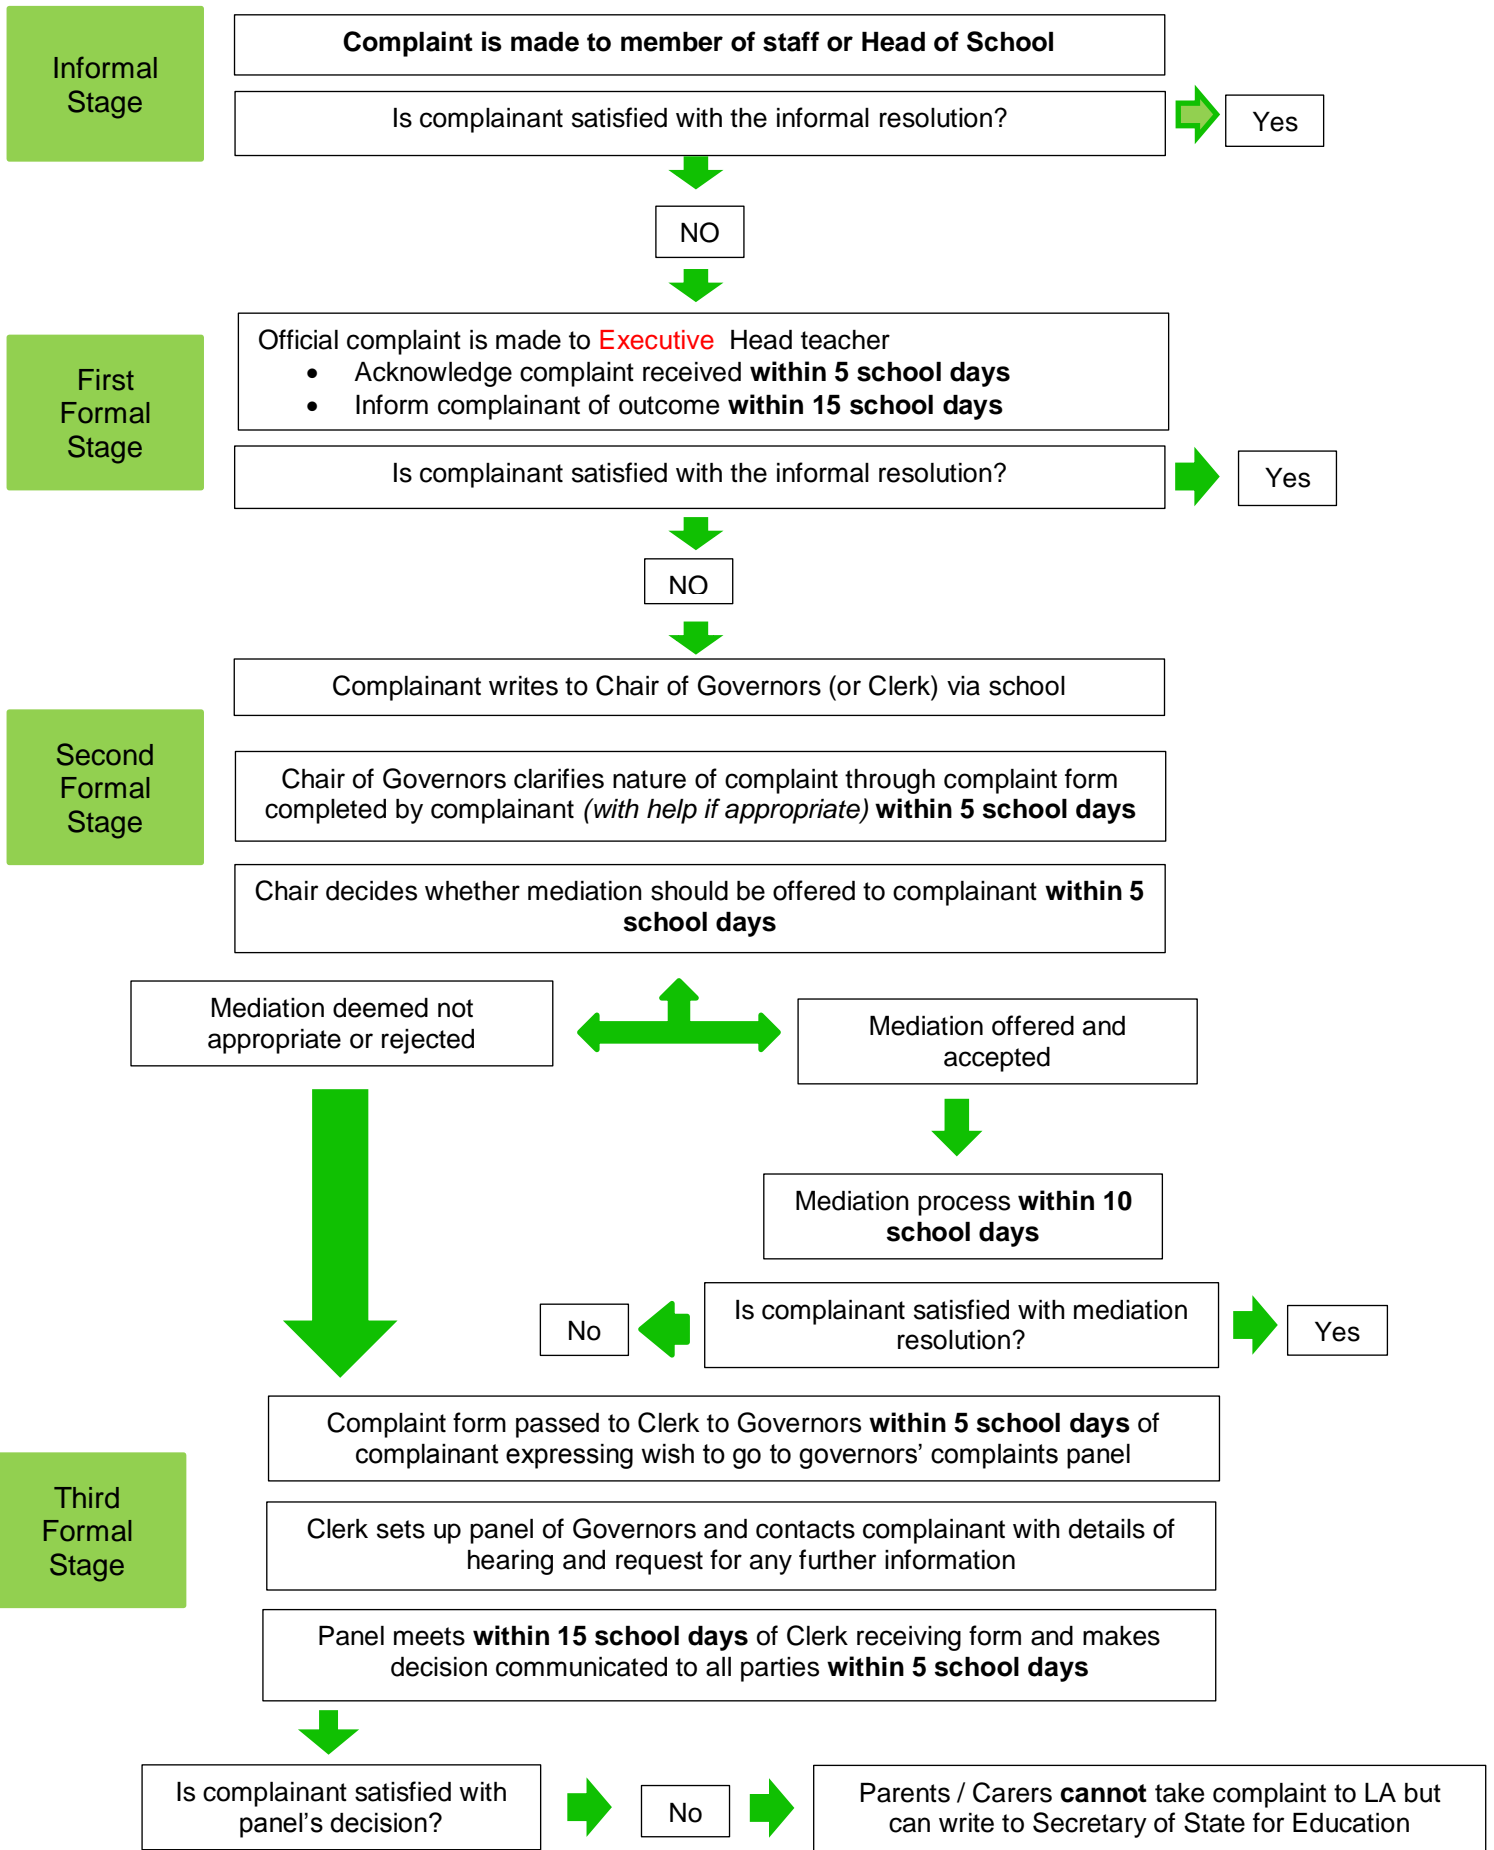 Informal
Stage
Complaint is made to member of staff or Head of School
Is complainant satisfied with the informal resolution?
Yes
NO
First
Formal
Stage
Official complaint is made to Executive Head teacher
• Acknowledge complaint received within 5 school days
• Inform complainant of outcome within 15 school days
Is complainant satisfied with the informal resolution?
Yes
NO
Second
Formal
Stage
Complainant writes to Chair of Governors (or Clerk) via school
Chair of Governors clarifies nature of complaint through complaint form
completed by complainant (with help if appropriate) within 5 school days
Chair decides whether mediation should be offered to complainant within 5
school days
Mediation deemed not
appropriate or rejected
Mediation offered and
accepted
Mediation process within 10
school days
Is complainant satisfied with mediation
resolution?
No
Yes
Third
Formal
Stage
Complaint form passed to Clerk to Governors within 5 school days of
complainant expressing wish to go to governors’ complaints panel
Clerk sets up panel of Governors and contacts complainant with details of
hearing and request for any further information
Panel meets within 15 school days of Clerk receiving form and makes
decision communicated to all parties within 5 school days
Is complainant satisfied with
panel’s decision?
No
Parents / Carers cannot take complaint to LA but
can write to Secretary of State for Education